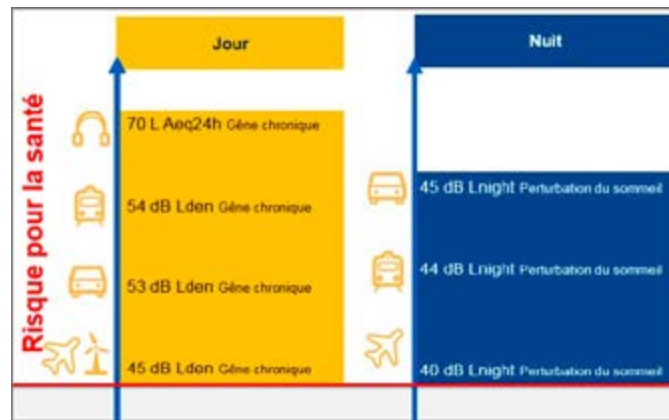 Jour
Nuit
Risque pour la santé
70 L Aeq24h Gêne chronique
54 dB Lden Gêne chronique
53 dB Lden Gêne chronique
45 dB Lden Gêne chronique
45 dB Lnight Perturbation du sommeil
44 dB Lnight Perturbation du sommeil
40 dB Lnight Perturbation du sommeil